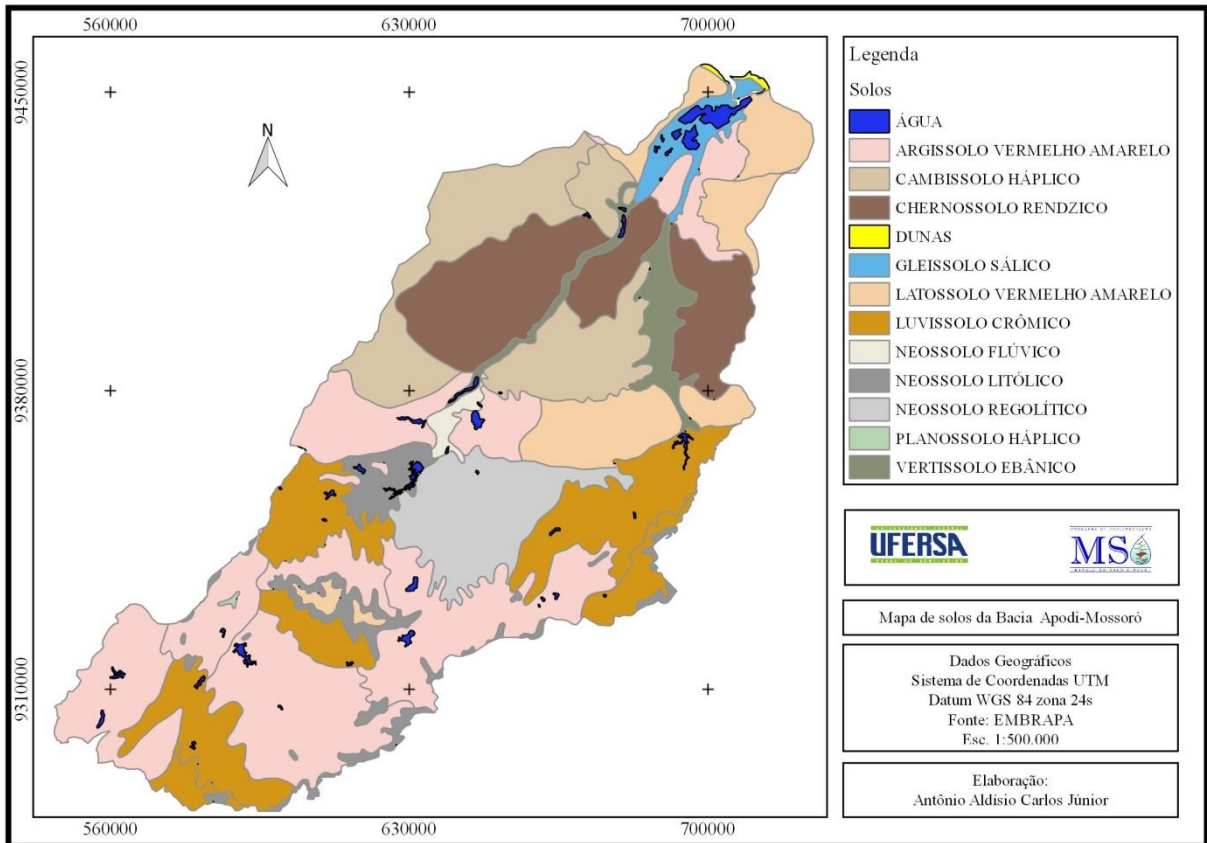 560000
630000
700000
9450000
9380000
9310000
N
560000
630000
700000
Legenda
Solos
ÁGUA
ARGISSOLO VERMELHO AMARELO
CAMBISSOLO HÁPLICO
CHERNOSSOLO RENDZICO
DUNAS
GLEISSOLO SÁLICO
LATOSSOLO VERMELHO AMARELO
LUVISSOLO CRÔMICO
NEOSSOLO FLÚVICO
NEOSSOLO LITÓLICO
NEOSSOLO REGOLÍTICO
PLANOSSOLO HÁPLICO
VERTISSOLO EBÂNICO
UFERSA
MS
Mapa de solos da Bacia Apodi-Mossoró
Dados Geográficos
Sistema de Coordenadas UTM
Datum WGS 84 zona 24s
Fonte: EMBRAPA
Esc. 1:500.000
Elaboração:
Antônio Aldísio Carlos Júnior